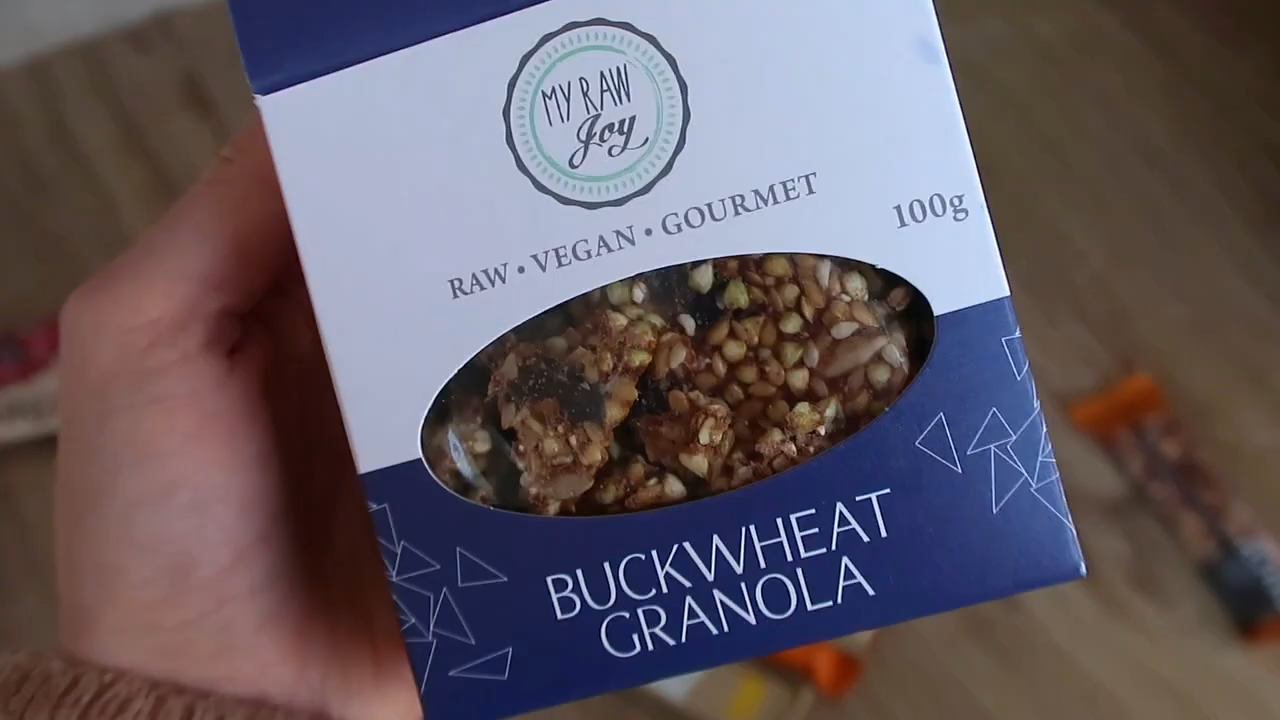 MY RAW
Joy
RAW • VEGAN • GOURMET
100g
BUCKWHEAT
GRANOLA